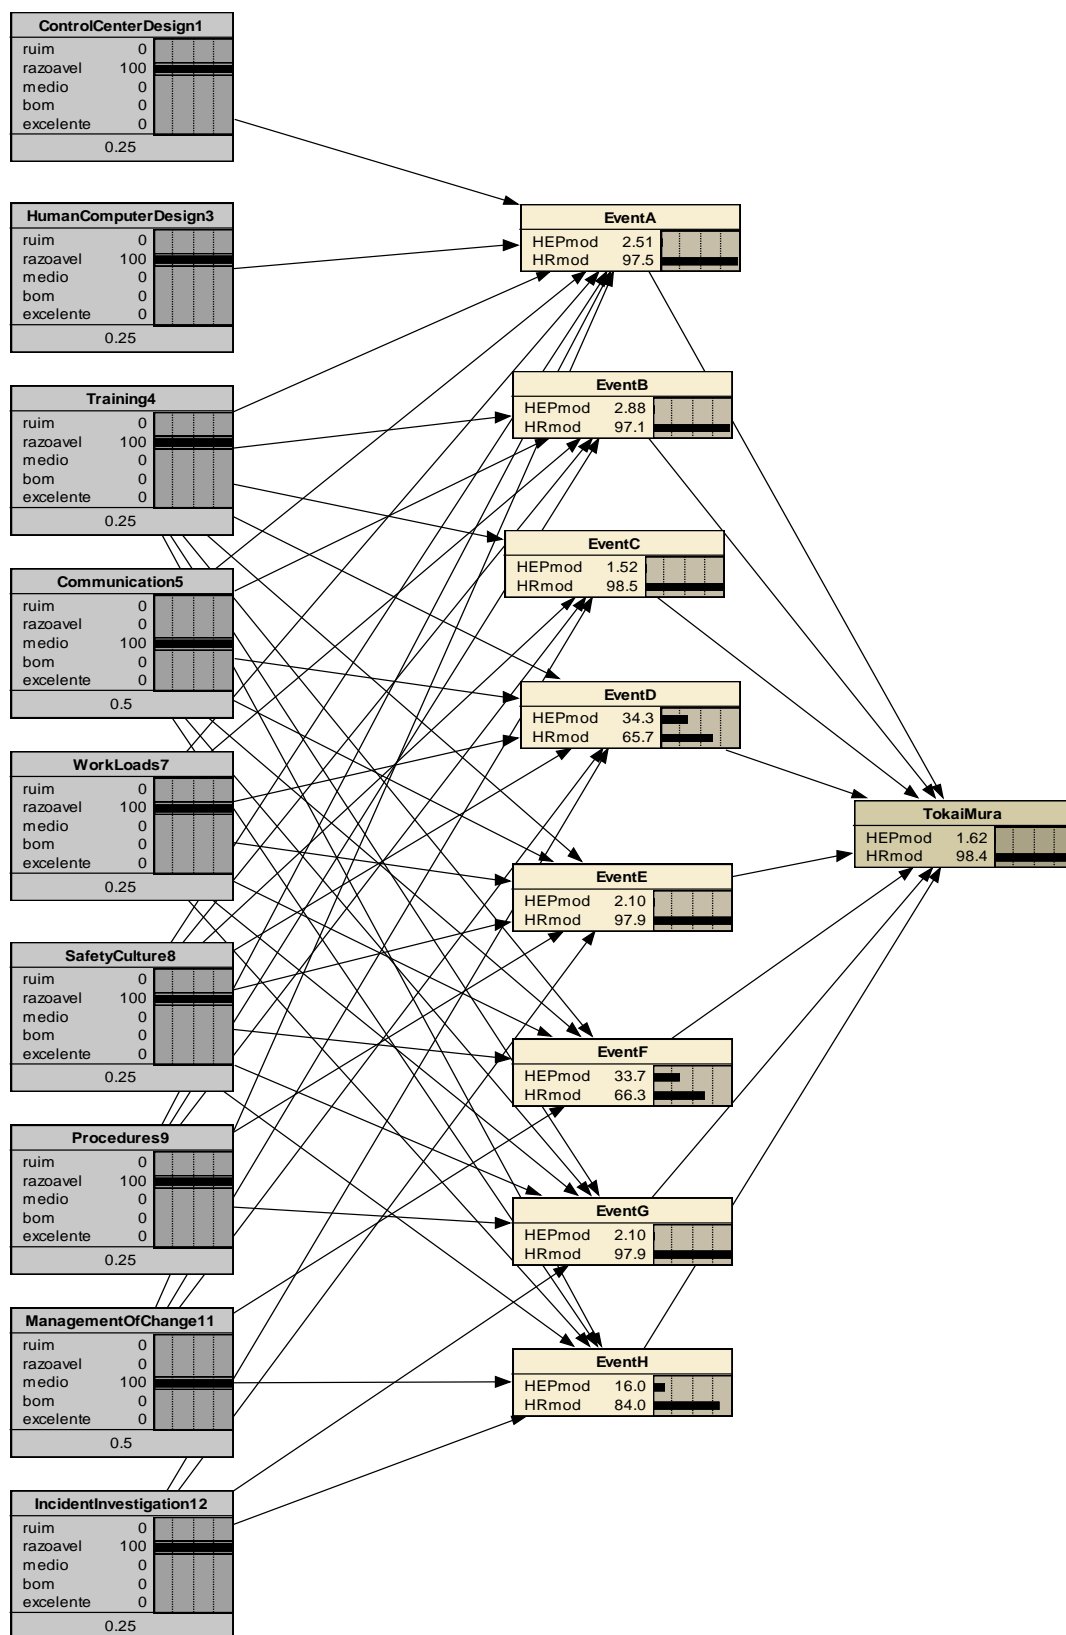 ControlCenterDesign1
ruim 0
razoavel 100
medio 0
bom 0
excelente 0
0.25
HumanComputerDesign3
ruim 0
razoavel 100
medio 0
bom 0
excelente 0
0.25
Training4
ruim 0
razoavel 100
medio 0
bom 0
excelente 0
0.25
Communication5
ruim 0
razoavel 0
medio 100
bom 0
excelente 0
0.5
WorkLoads7
ruim 0
razoavel 100
medio 0
bom 0
excelente 0
0.25
SafetyCulture8
ruim 0
razoavel 100
medio 0
bom 0
excelente 0
0.25
Procedures9
ruim 0
razoavel 100
medio 0
bom 0
excelente 0
0.25
ManagementOfChange11
ruim 0
razoavel 0
medio 100
bom 0
excelente 0
0.5
IncidentInvestigation12
ruim 0
razoavel 100
medio 0
bom 0
excelente 0
0.25
EventA
HEPmod 2.51
HRmod 97.5
EventB
HEPmod 2.88
HRmod 97.1
EventC
HEPmod 1.52
HRmod 98.5
EventD
HEPmod 34.3
HRmod 65.7
EventE
HEPmod 2.10
HRmod 97.9
EventF
HEPmod 33.7
HRmod 66.3
EventG
HEPmod 2.10
HRmod 97.9
EventH
HEPmod 16.0
HRmod 84.0
TokaiMura
HEPmod 1.62
HRmod 98.4